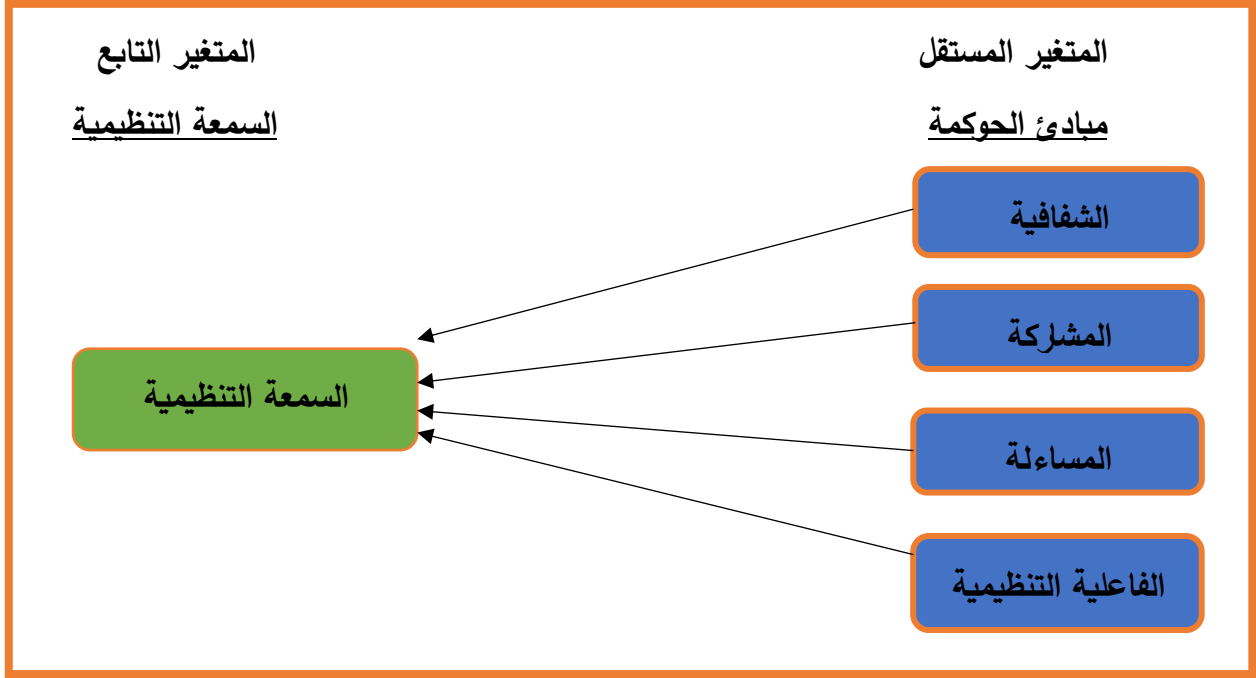 المتغير المستقل
المتغير التابع
مبادئ الحوكمة
السمعة التنظيمية
الشفافية
المشاركة
السمعة التنظيمية
المساءلة
الفاعلية التنظيمية